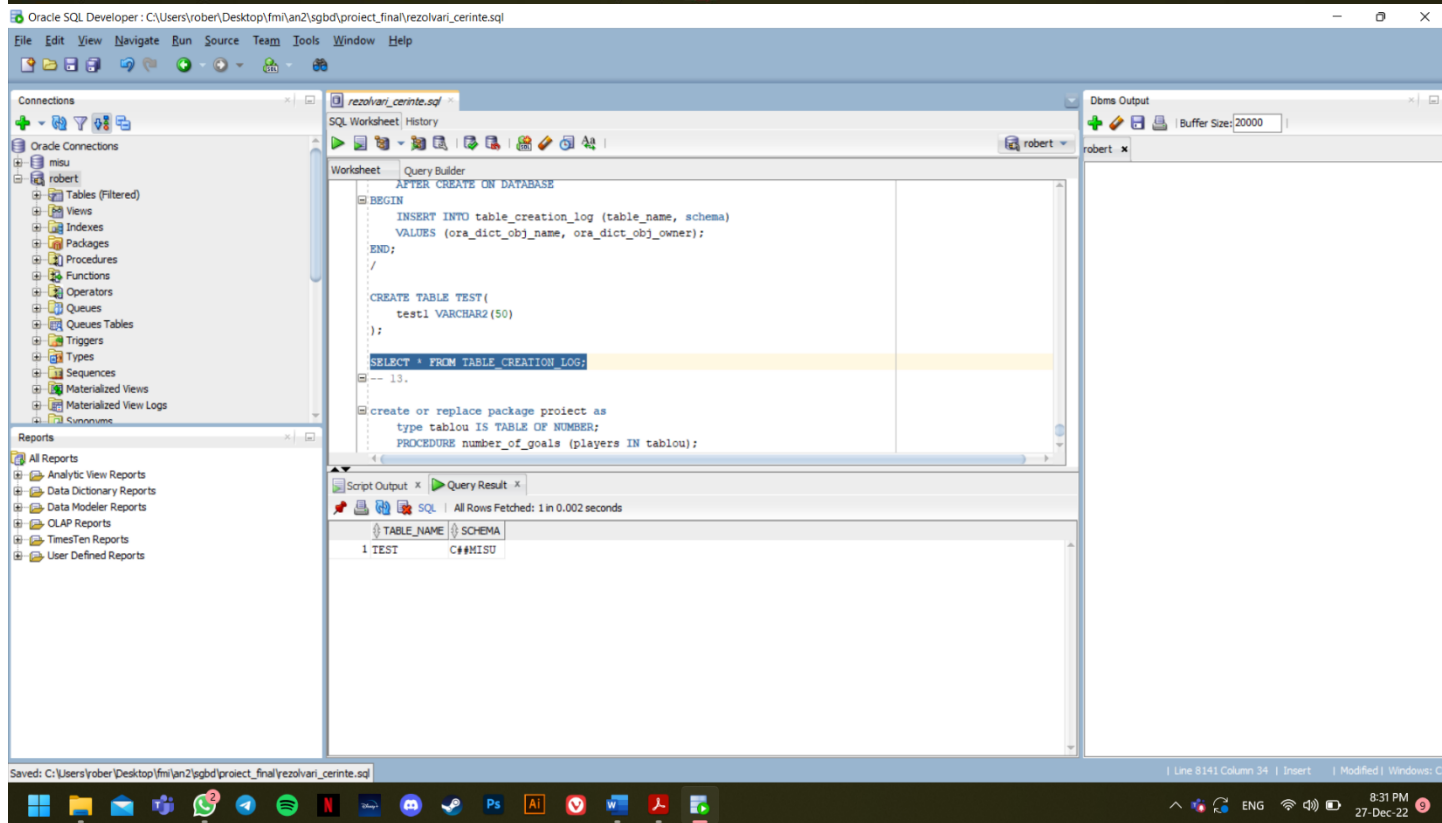 Oracle SQL Developer : C:\Users\rober\Desktop\fmi\an2\sgbd\proiect_final\rezolvari_cerinte.sql
File Edit View Navigate Run Source Team Tools Window Help
Connections
Oracle Connections
misu
robert
Tables (Filtered)
Views
Indexes
Packages
Procedures
Functions
Operators
Queues
Queues Tables
Triggers
Types
Sequences
Materialized Views
Materialized View Logs
Synonyms
Reports
All Reports
Analytic View Reports
Data Dictionary Reports
Data Modeler Reports
OLAP Reports
TimesTen Reports
User Defined Reports
rezolvari_cerinte.sql
SQL Worksheet History
robert
Worksheet Query Builder
AFTER CREATE ON DATABASE
BEGIN
INSERT INTO table_creation_log (table_name, schema)
VALUES (ora_dict_obj_name, ora_dict_obj_owner);
END;
/
CREATE TABLE TEST(
test1 VARCHAR2(50)
);
SELECT * FROM TABLE_CREATION_LOG;
-- 13.
create or replace package proiect as
type tablou IS TABLE OF NUMBER;
PROCEDURE number_of_goals (players IN tablou);
Script Output Query Result
SQL | All Rows Fetched: 1 in 0.002 seconds
TABLE_NAME SCHEMA
1 TEST C##MISU
Dbms Output
Buffer Size: 20000
robert
Saved: C:\Users\rober\Desktop\fmi\an2\sgbd\proiect_final\rezolvari_cerinte.sql
| Line 8141 Column 34 | Insert | Modified | Windows: C
2
N
Ps
Ai
W
ENG
8:31 PM
27-Dec-22
9